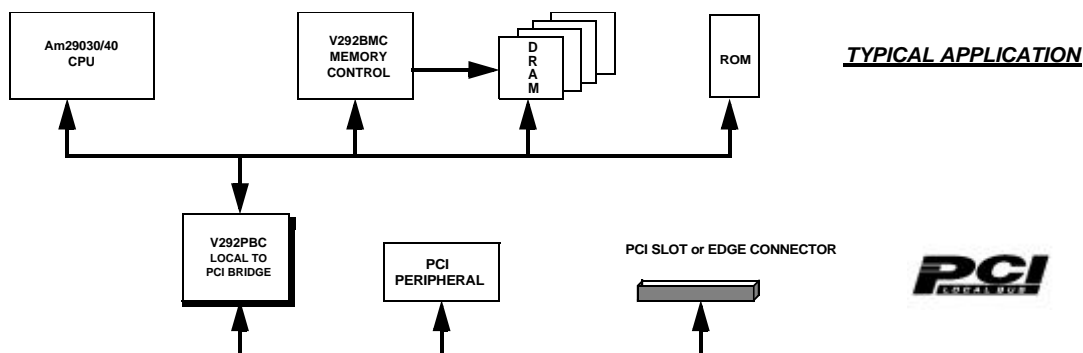 Am29030/40
CPU
V292BMC
MEMORY
CONTROL
D
R
A
M
ROM
TYPICAL APPLICATION
V292PBC
LOCAL TO
PCI BRIDGE
PCI
PERIPHERAL
PCI SLOT or EDGE CONNECTOR
PCI
LOCAL BUS